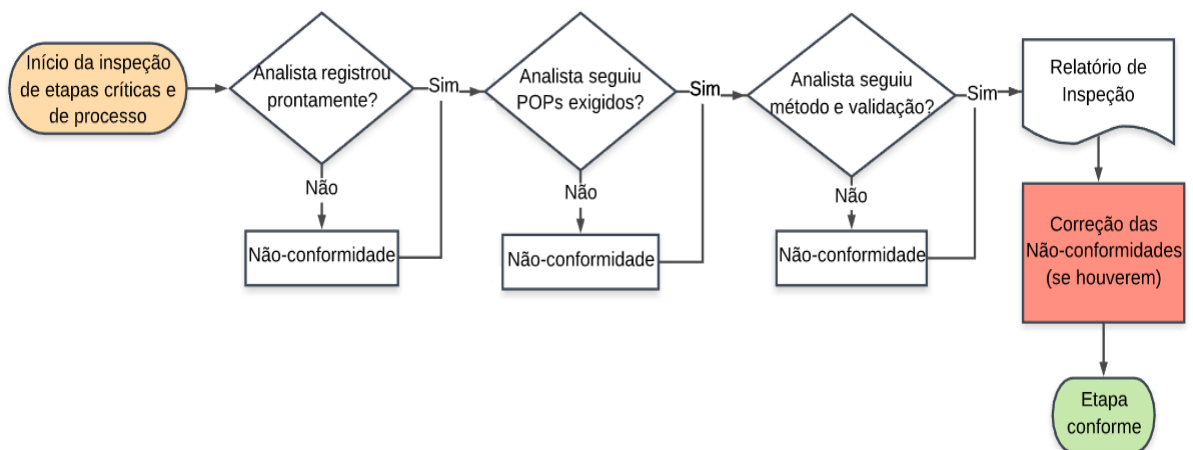 Início da inspeção
de etapas críticas e
de processo
Analista registrou
prontamente?
Sim
Não
Não-conformidade
Analista seguiu
POPs exigidos?
Sim
Não
Não-conformidade
Analista seguiu
método e validação?
Sim
Não
Não-conformidade
Relatório de
Inspeção
Correção das
Não-conformidades
(se houverem)
Etapa
conforme